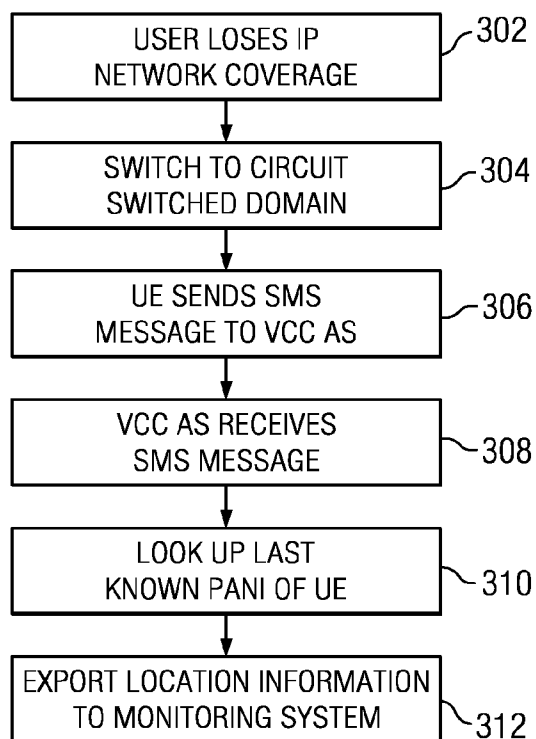 USER LOSES IP
NETWORK COVERAGE
302
SWITCH TO CIRCUIT
SWITCHED DOMAIN
304
UE SENDS SMS
MESSAGE TO VCC AS
306
VCC AS RECEIVES
SMS MESSAGE
308
LOOK UP LAST
KNOWN PANI OF UE
310
EXPORT LOCATION INFORMATION
TO MONITORING SYSTEM
312